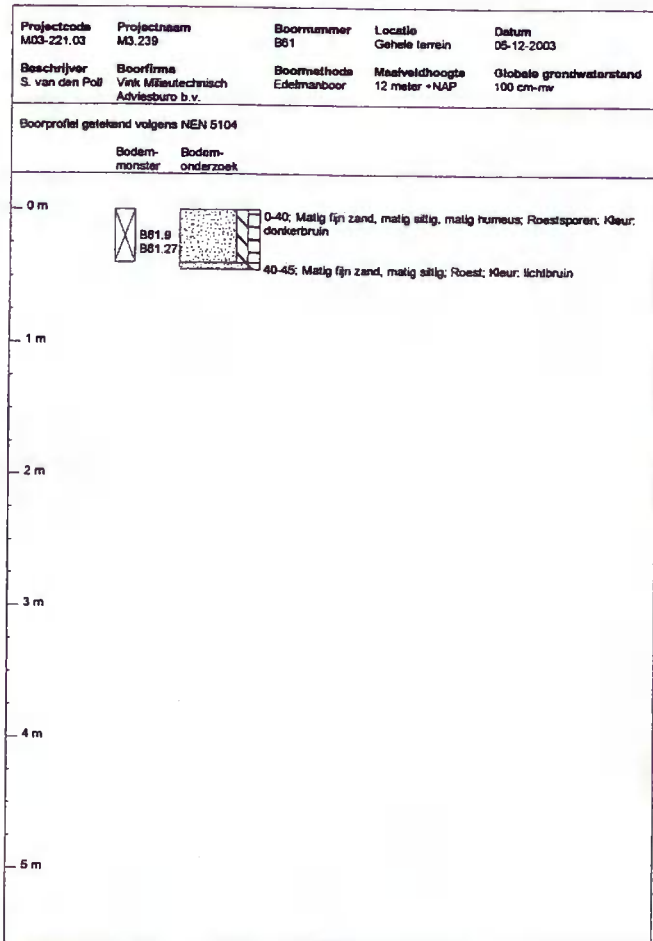 Projectcode Projectnaam Boornummer Locatie Datum
M03-221.03 M3.239 B61 Gehele terrein 05-12-2003
Beschrijver Boorfirma Boormethode Maaiveldhoogte Globale grondwaterstand
S. van den Poll Vink Milieutechnisch Edelmanboor 12 meter +NAP 100 cm-mv
Adviesburo b.v.
Boorprofiel getekend volgens NEN 5104
Bodem- Bodem-
monster onderzoek
0 m
0-40; Matig fijn zand, matig siltig, matig humeus; Roestsporen; Kleur:
donkerbruin
B61.9
B61.27
40-45; Matig fijn zand, matig siltig; Roest; Kleur: lichtbruin
1 m
2 m
3 m
4 m
5 m